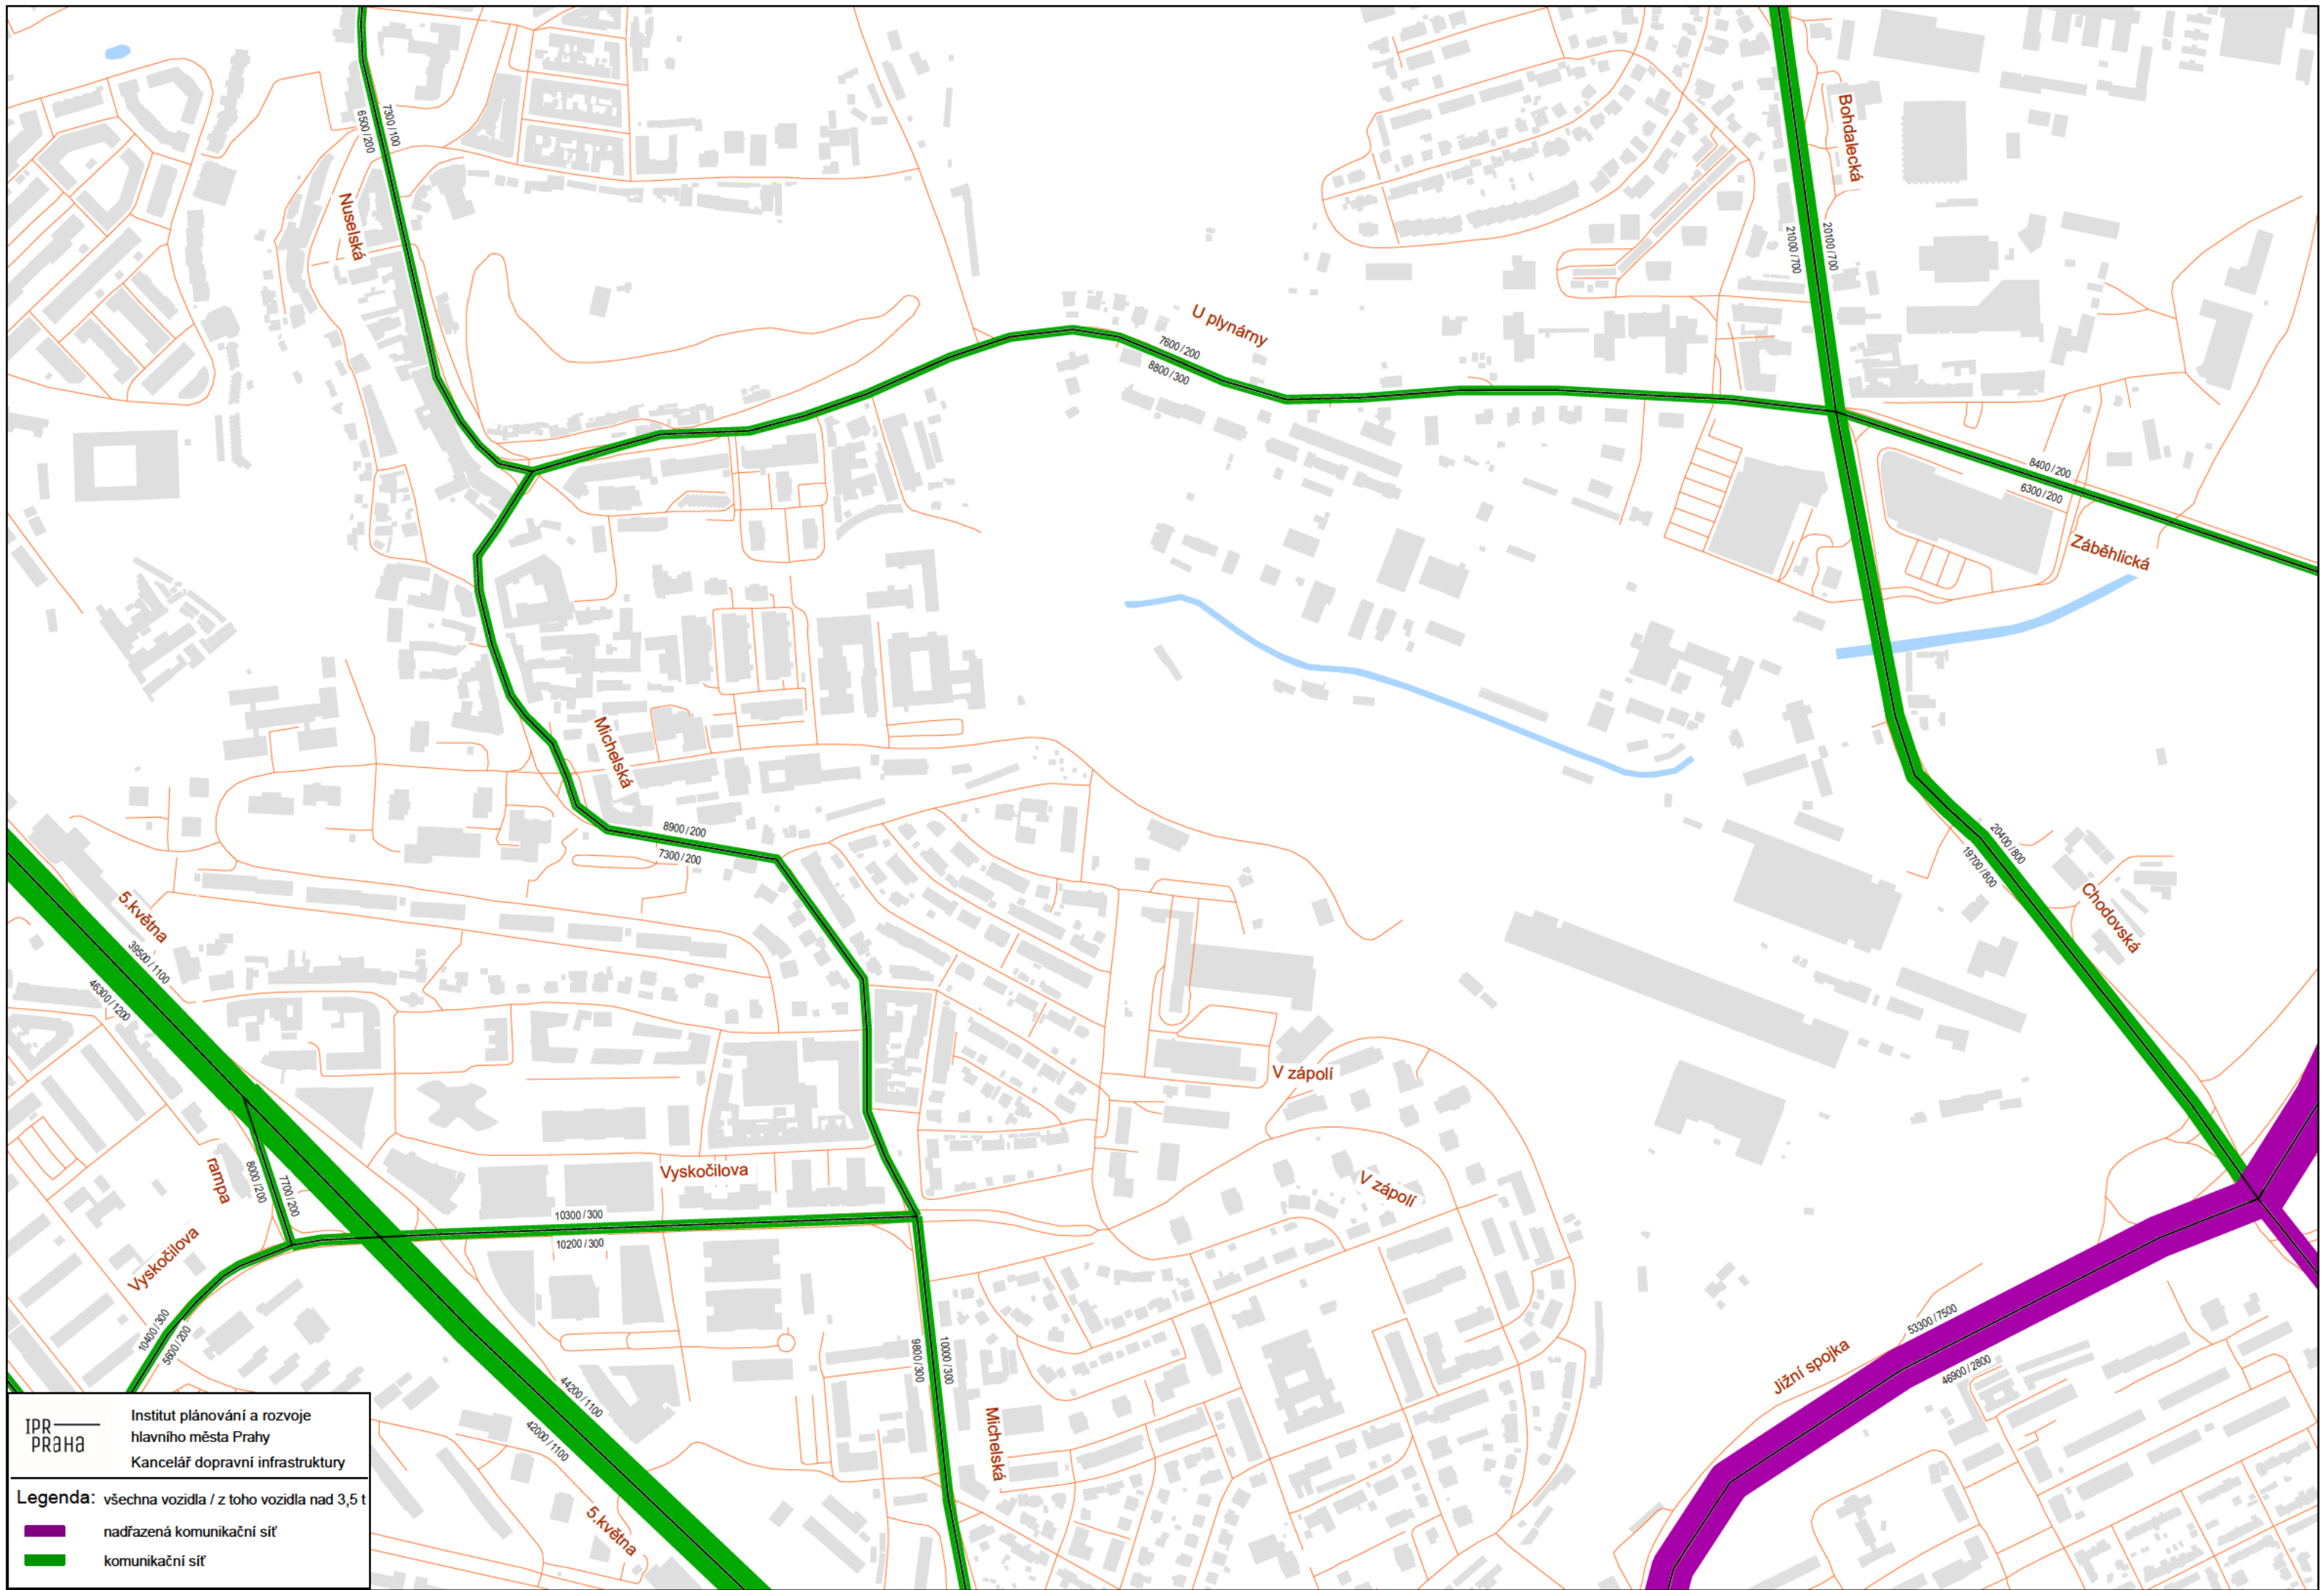 7300/100
6500/200
Nuselská
Bohdalecká
20100/700
21000/700
U plynárny
7600/200
8800/300
8400/200
6300/200
Záběhlická
Michelská
8900/200
7300/200
20400/800
19700/800
Chodovská
5.května
39500/1100
46300/1200
V zápolí
Vyskočilova
V zápolí
rampa
8000/200
7700/200
10300/300
10200/300
Vyskočilova
10400/300
5600/200
9800/300
10000/300
53300/7500
46900/2800
Jižní spojka
44200/1100
42000/1100
Michelská
5.května
IPR
PRAHA
Institut plánování a rozvoje
hlavního města Prahy
Kancelář dopravní infrastruktury
Legenda: všechna vozidla / z toho vozidla nad 3,5 t
nadřazená komunikační síť
komunikační síť